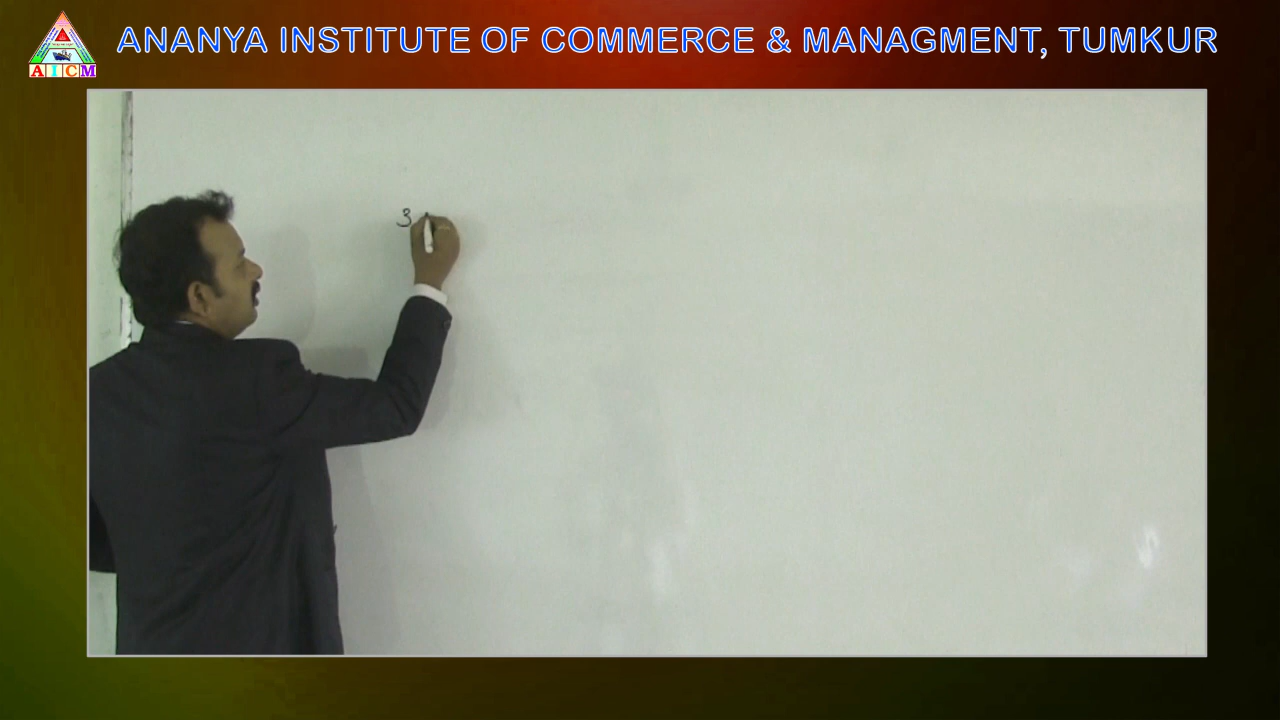 ANANYA INSTITUTE OF COMMERCE & MANAGMENT, TUMKUR
AICM
3